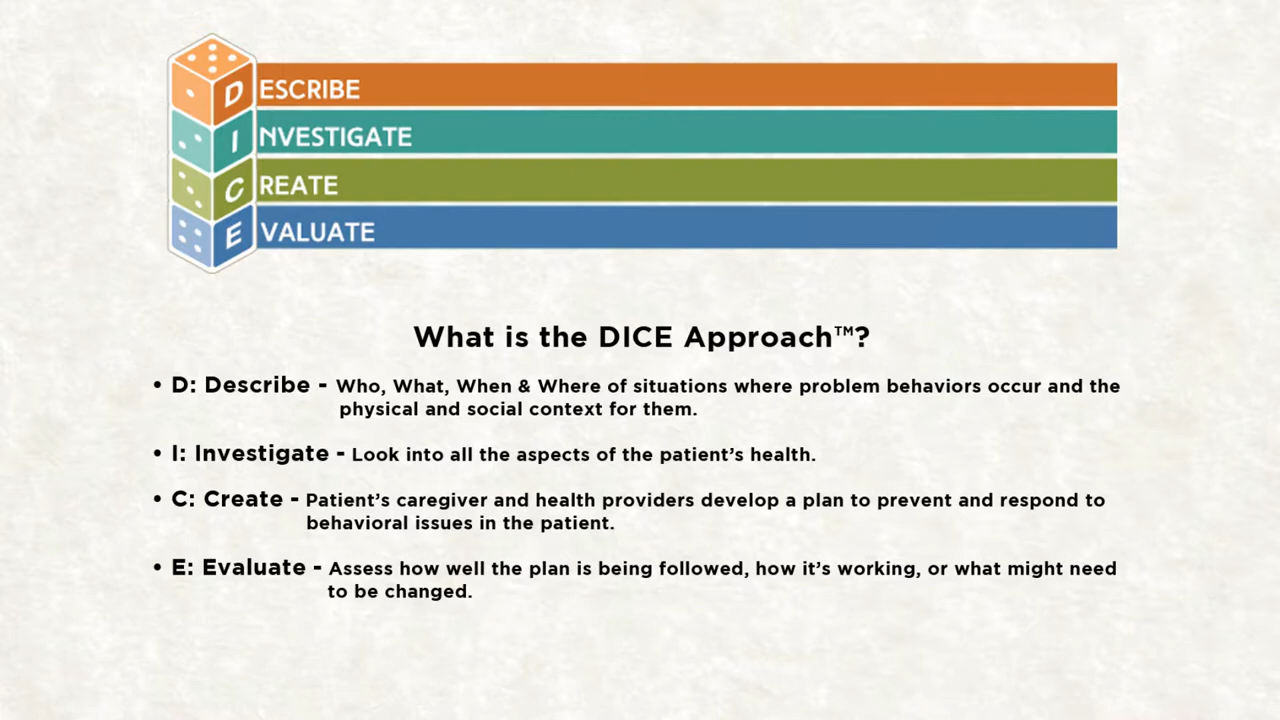 DESCRIBE
INVESTIGATE
CREATE
EVALUATE
What is the DICE Approach™?
• D: Describe - Who, What, When & Where of situations where problem behaviors occur and the
physical and social context for them.
• I: Investigate - Look into all the aspects of the patient’s health.
• C: Create - Patient’s caregiver and health providers develop a plan to prevent and respond to
behavioral issues in the patient.
• E: Evaluate - Assess how well the plan is being followed, how it’s working, or what might need
to be changed.